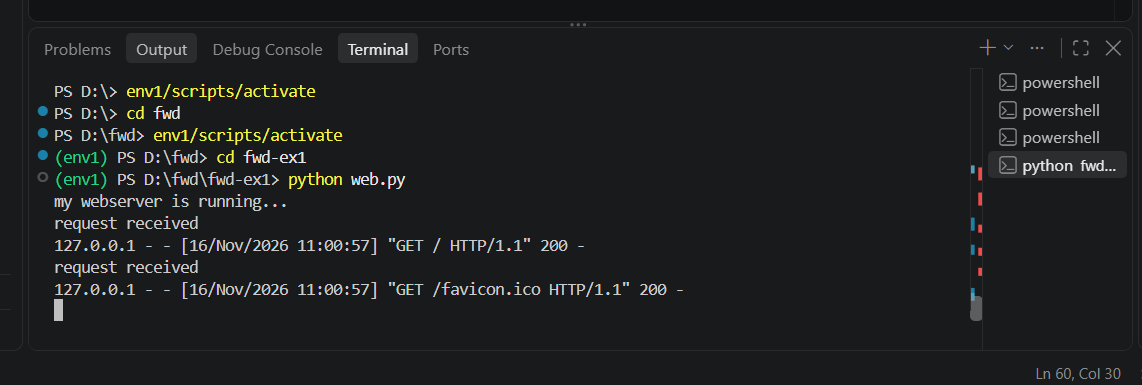 Problems Output Debug Console Terminal Ports
PS D:\> env1/scripts/activate
PS D:\> cd fwd
PS D:\fwd> env1/scripts/activate
(env1) PS D:\fwd> cd fwd-ex1
(env1) PS D:\fwd\fwd-ex1> python web.py
my webserver is running...
request received
127.0.0.1 - - [16/Nov/2026 11:00:57] "GET / HTTP/1.1" 200 -
request received
127.0.0.1 - - [16/Nov/2026 11:00:57] "GET /favicon.ico HTTP/1.1" 200 -
powershell
powershell
powershell
python fwd...
Ln 60, Col 30